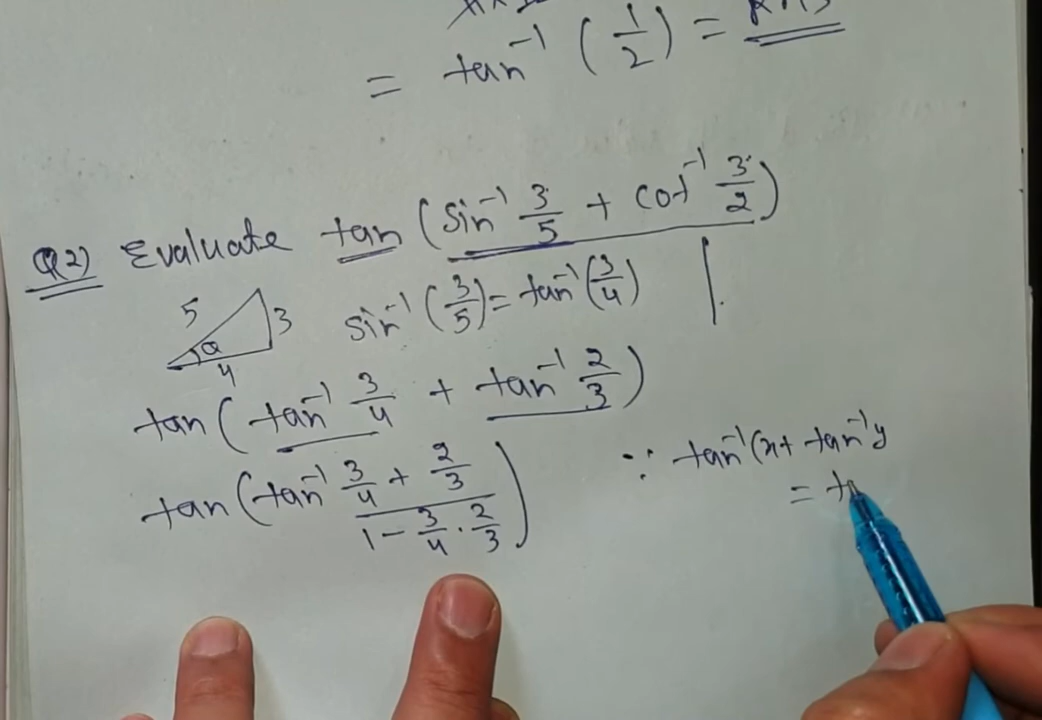 = tan⁻¹ (1/2) = RHS
Q2) Evaluate tan (sin⁻¹ 3/5 + cot⁻¹ 3/2)
5 3 θ 4
sin⁻¹ (3/5) = tan⁻¹ (3/4)
tan (tan⁻¹ 3/4 + tan⁻¹ 2/3)
tan (tan⁻¹ (3/4 + 2/3)/(1 - 3/4 . 2/3))
∵ tan⁻¹(x + tan⁻¹y
= t